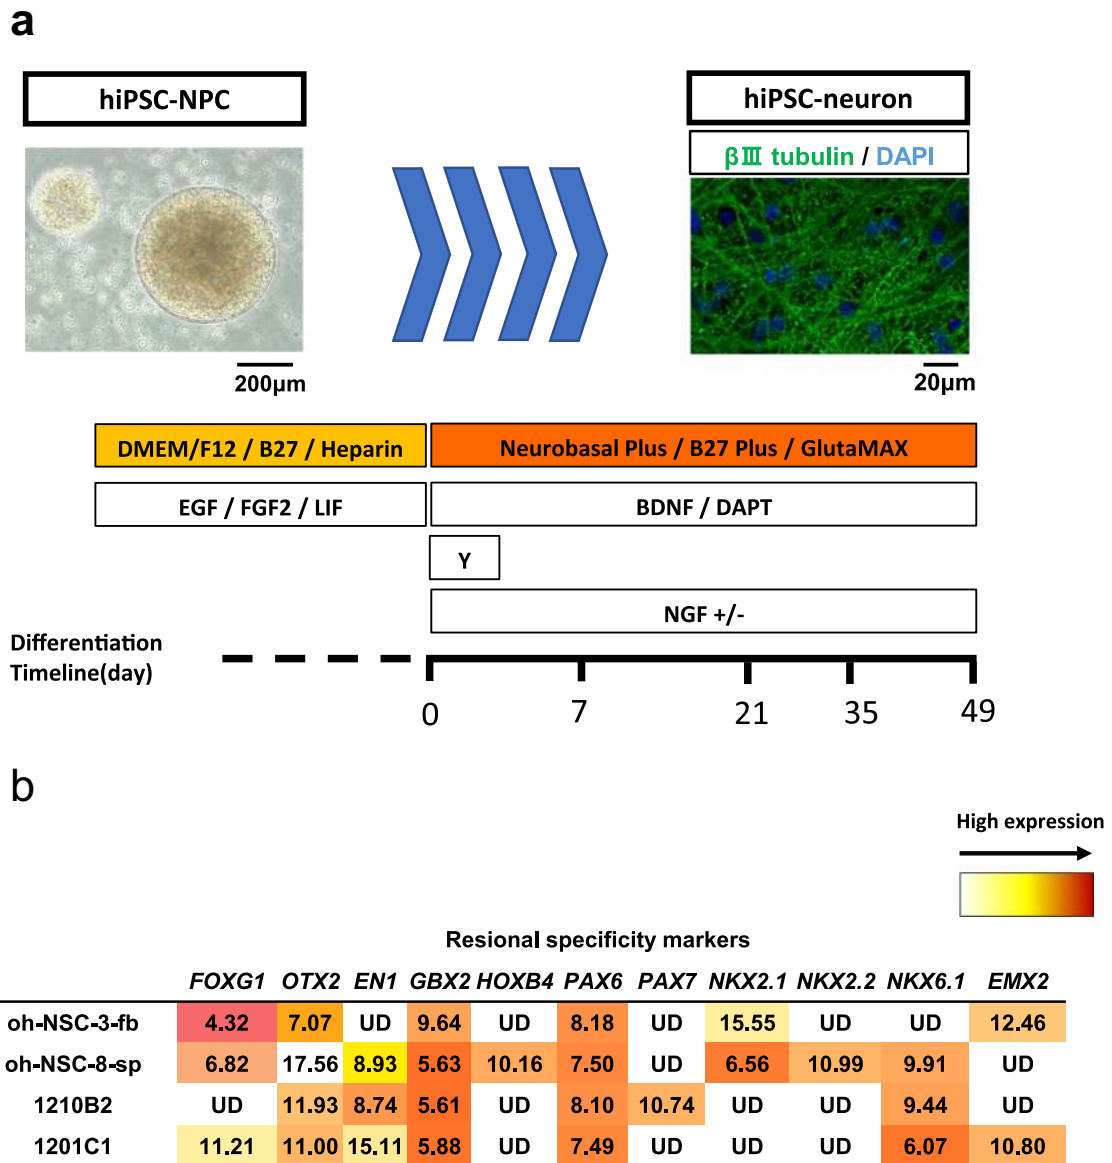 a
hiPSC-NPC
hiPSC-neuron
βⅢ tubulin / DAPI
200μm
20μm
DMEM/F12 / B27 / Heparin
Neurobasal Plus / B27 Plus / GlutaMAX
EGF / FGF2 / LIF
BDNF / DAPT
Y
NGF +/-
Differentiation
Timeline(day)
0 7 21 35 49
b
High expression
Resional specificity markers
FOXG1 OTX2 EN1 GBX2 HOXB4 PAX6 PAX7 NKX2.1 NKX2.2 NKX6.1 EMX2
oh-NSC-3-fb 4.32 7.07 UD 9.64 UD 8.18 UD 15.55 UD UD 12.46
oh-NSC-8-sp 6.82 17.56 8.93 5.63 10.16 7.50 UD 6.56 10.99 9.91 UD
1210B2 UD 11.93 8.74 5.61 UD 8.10 10.74 UD UD 9.44 UD
1201C1 11.21 11.00 15.11 5.88 UD 7.49 UD UD UD 6.07 10.80